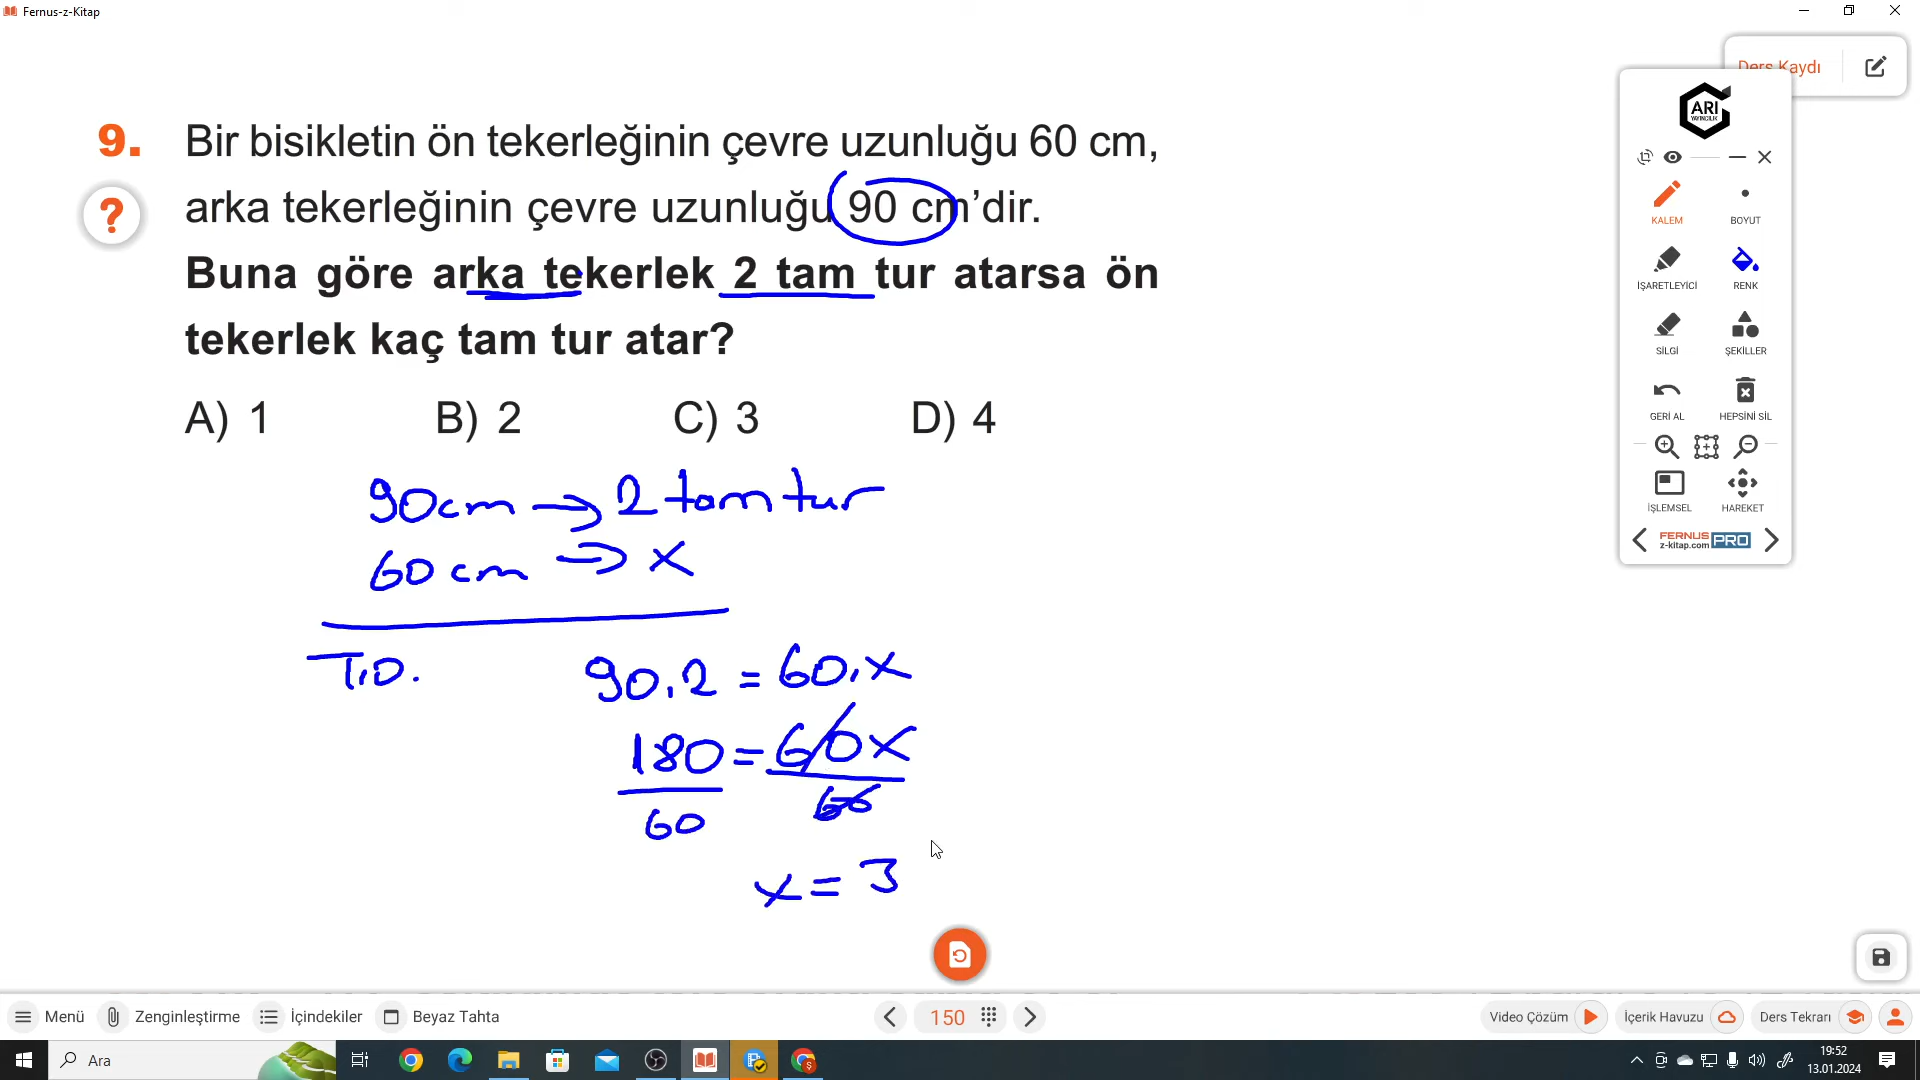 Fernus-z-Kitap
Ders Kaydı
ARI
YAYINCILIK
9. Bir bisikletin ön tekerleğinin çevre uzunluğu 60 cm,
? arka tekerleğinin çevre uzunluğu 90 cm'dir.
Buna göre arka tekerlek 2 tam tur atarsa ön
tekerlek kaç tam tur atar?
A) 1 B) 2 C) 3 D) 4
90cm → 2 tam tur
60 cm → x
T.O.
90.2 = 60.x
180 = 60x
60 60
x = 3
KALEM BOYUT
İŞARETLEYİCİ RENK
SİLGİ ŞEKİLLER
GERİ AL HEPSİNİ SİL
İŞLEMSEL HAREKET
FERNUS
z-kitap.com PRO
Menü Zenginleştirme İçindekiler Beyaz Tahta 150 Video Çözüm İçerik Havuzu Ders Tekrarı
Ara
19:52
13.01.2024